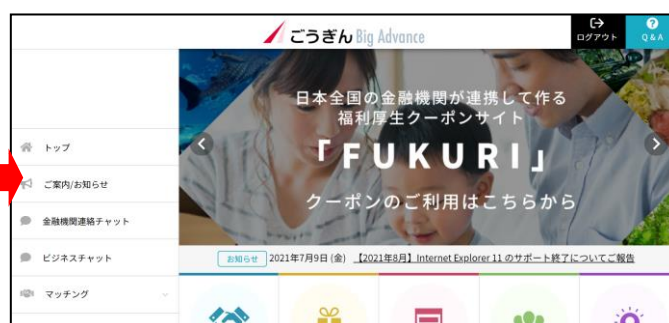 ごうぎん Big Advance
ログアウト
Q & A
トップ
ご案内/お知らせ
金融機関連絡チャット
ビジネスチャット
マッチング
日本全国の金融機関が連携して作る
福利厚生クーポンサイト
「FUKURI」
クーポンのご利用はこちらから
お知らせ 2021年7月9日(金) 【2021年8月】Internet Explorer 11 のサポート終了についてご報告